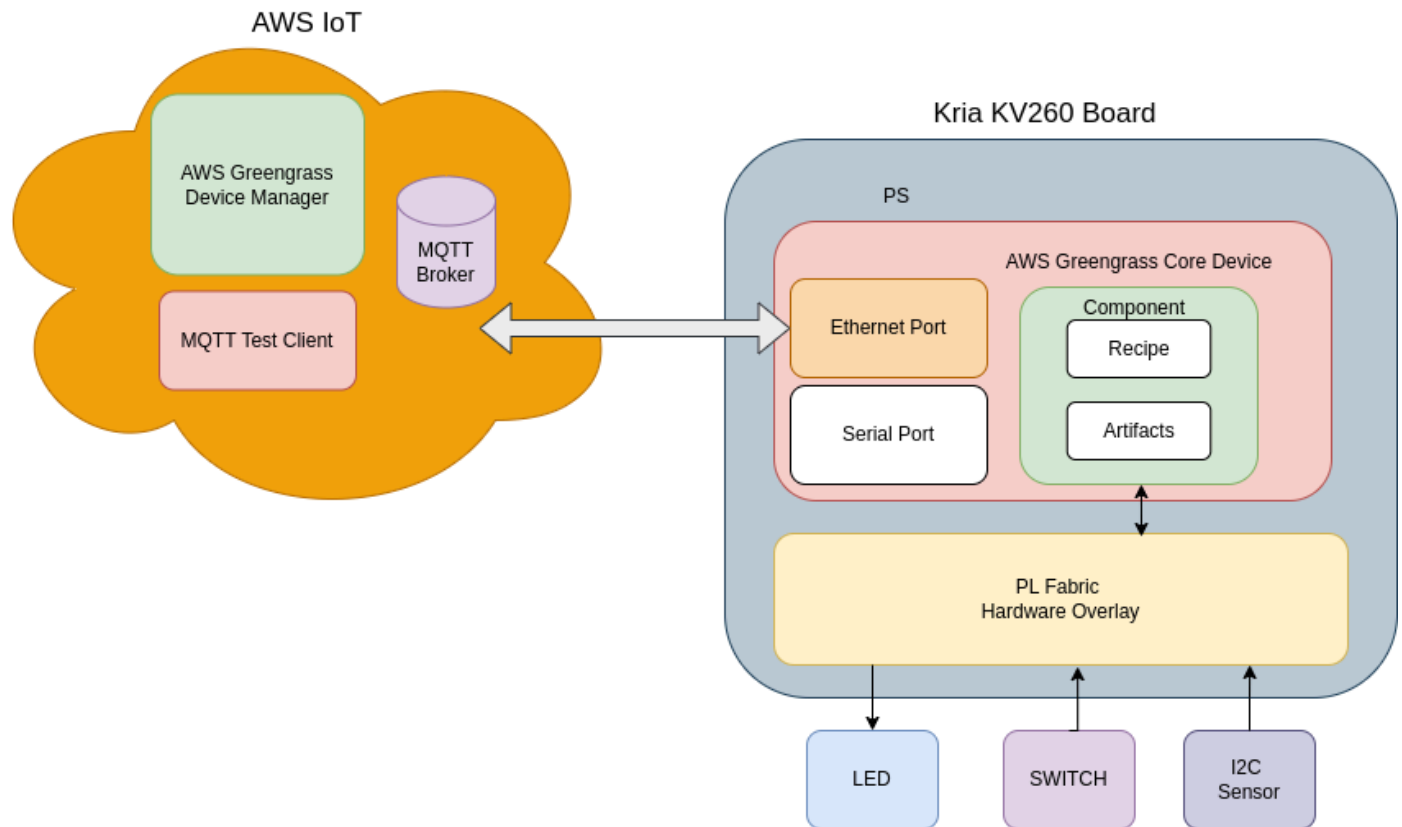 AWS IoT
AWS Greengrass
Device Manager
MQTT
Broker
MQTT Test Client
Kria KV260 Board
PS
AWS Greengrass Core Device
Ethernet Port
Serial Port
Component
Recipe
Artifacts
PL Fabric
Hardware Overlay
LED
SWITCH
I2C
Sensor